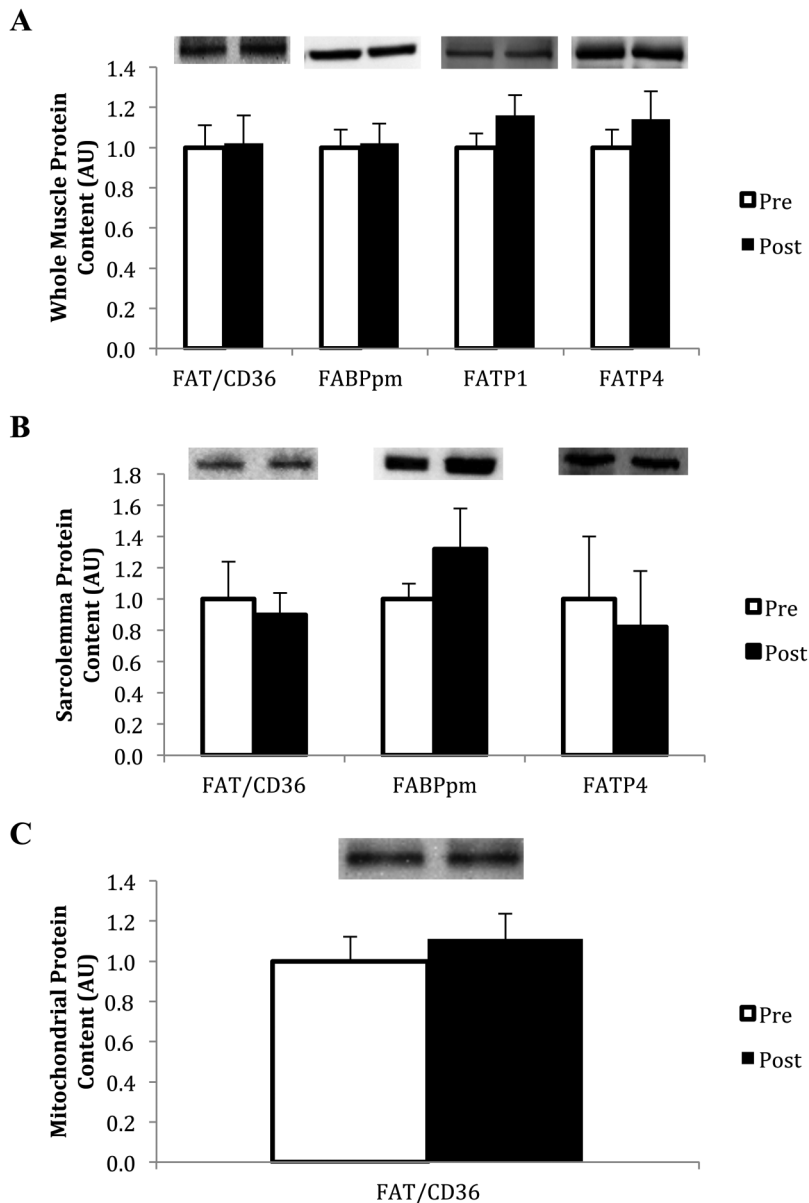 A
Whole Muscle Protein
Content (AU)
1.4
1.2
1.0
0.8
0.6
0.4
0.2
0.0
FAT/CD36 FABPpm FATP1 FATP4
Pre
Post
B
Sarcolemma Protein
Content (AU)
1.8
1.6
1.4
1.2
1.0
0.8
0.6
0.4
0.2
0.0
FAT/CD36 FABPpm FATP4
Pre
Post
C
Mitochondrial Protein
Content (AU)
1.4
1.2
1.0
0.8
0.6
0.4
0.2
0.0
FAT/CD36
Pre
Post